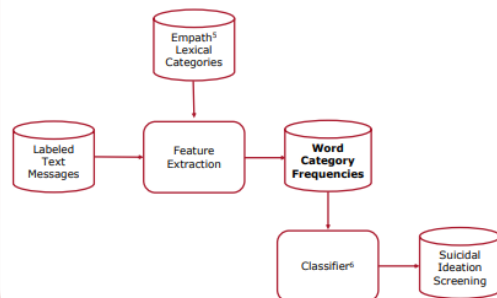 Empath⁵
Lexical
Categories
Labeled
Text
Messages
Feature
Extraction
Word
Category
Frequencies
Classifier⁶
Suicidal
Ideation
Screening